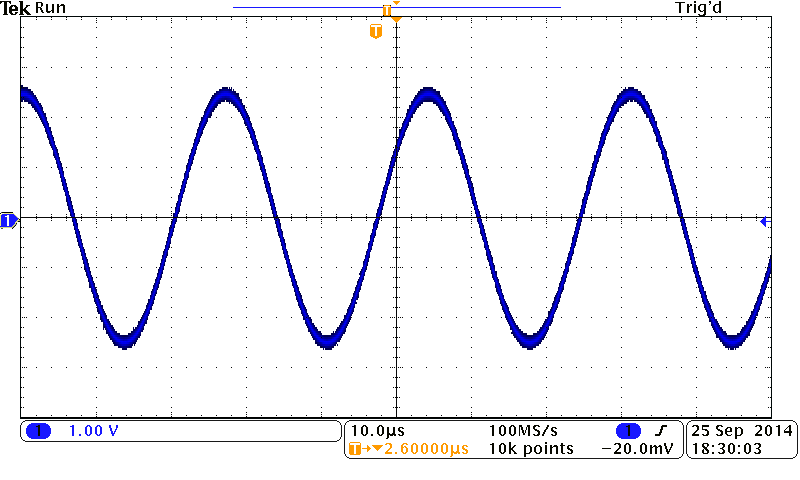 Tek Run Trig'd
T
T
1
1 1.00 V 10.0µs 100MS/s 1 25 Sep 2014
T→▼2.60000µs 10k points −20.0mV 18:30:03